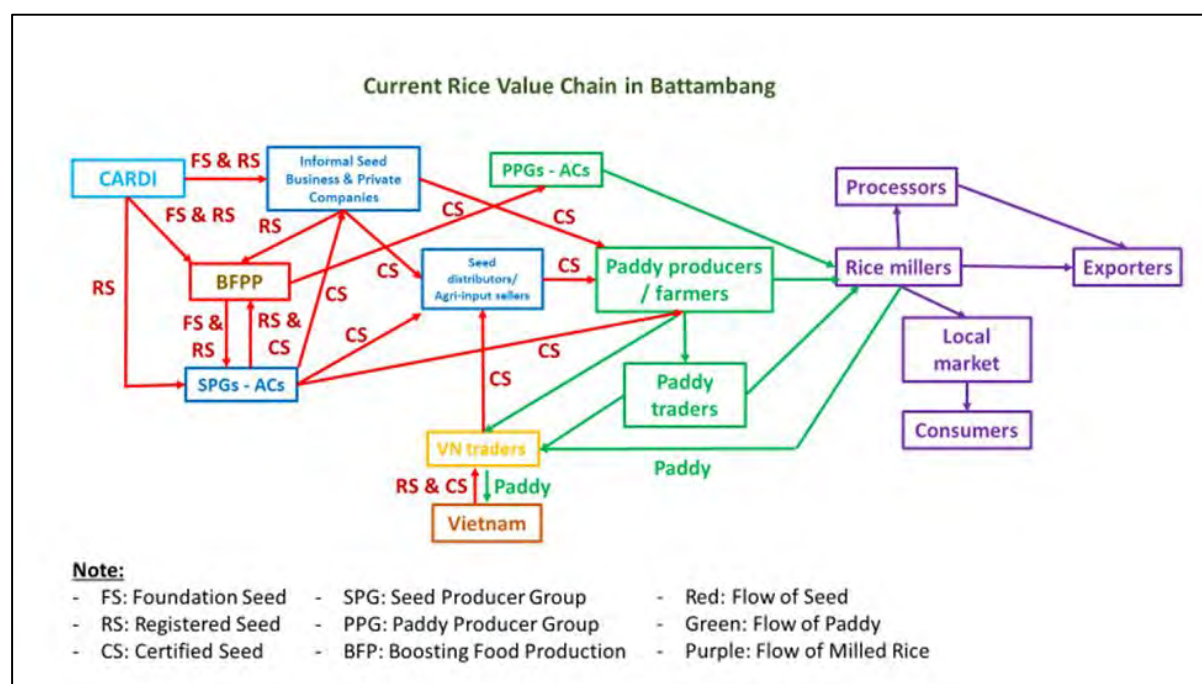 Current Rice Value Chain in Battambang
CARDI
FS & RS
Informal Seed
Business & Private
Companies
PPGs - ACs
Processors
FS & RS
RS
CS
CS
BFPP
CS
Seed
distributors/
Agri-input sellers
CS
Paddy producers
/ farmers
Rice millers
Exporters
RS
FS &
RS
RS &
CS
CS
CS
CS
Local
market
SPGs - ACs
CS
Paddy
traders
Consumers
VN traders
Paddy
RS & CS
Paddy
Vietnam
Note:
- FS: Foundation Seed - SPG: Seed Producer Group - Red: Flow of Seed
- RS: Registered Seed - PPG: Paddy Producer Group - Green: Flow of Paddy
- CS: Certified Seed - BFP: Boosting Food Production - Purple: Flow of Milled Rice